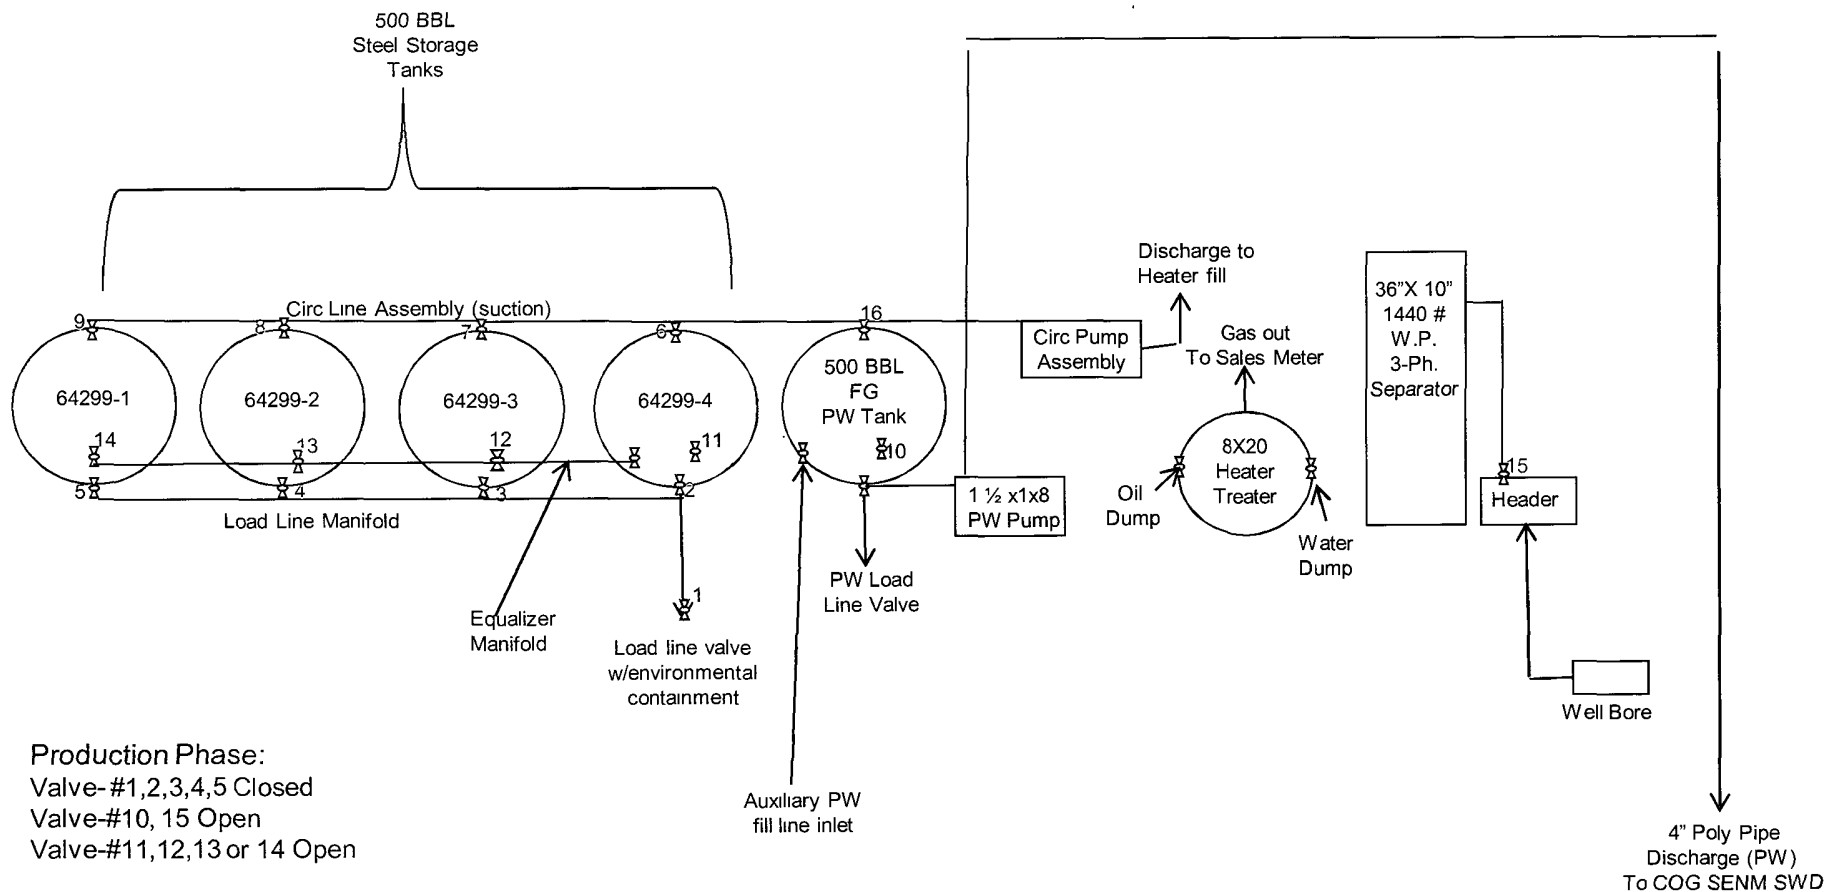 500 BBL
Steel Storage
Tanks
Discharge to
Heater fill
36”X 10”
1440 #
W.P.
3-Ph.
Separator
Circ Line Assembly (suction)
9
8
7
6
16
Circ Pump
Assembly
Gas out
To Sales Meter
64299-1
64299-2
64299-3
64299-4
500 BBL
FG
PW Tank
14
13
12
11
10
8X20
Heater
Treater
15
Header
5
4
3
2
Load Line Manifold
1 ½ x1x8
PW Pump
Oil
Dump
Water
Dump
PW Load
Line Valve
1
Equalizer
Manifold
Load line valve
w/environmental
containment
Well Bore
Production Phase:
Valve-#1,2,3,4,5 Closed
Valve-#10, 15 Open
Valve-#11,12,13 or 14 Open
Auxiliary PW
fill line inlet
4” Poly Pipe
Discharge (PW)
To COG SENM SWD